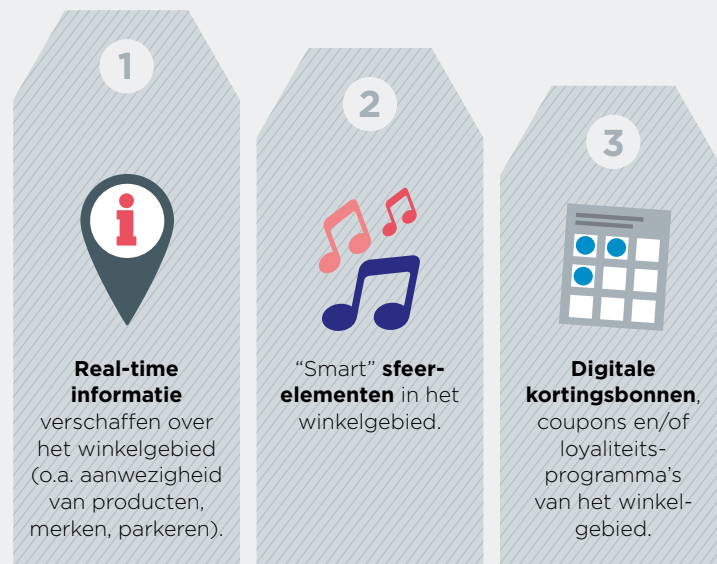 1
Real-time
informatie
verschaffen over
het winkelgebied
(o.a. aanwezigheid
van producten,
merken, parkeren).
2
“Smart” sfeer-
elementen in het
winkelgebied.
3
Digitale
kortingsbonnen,
coupons en/of
loyaliteits-
programma’s
van het winkel-
gebied.